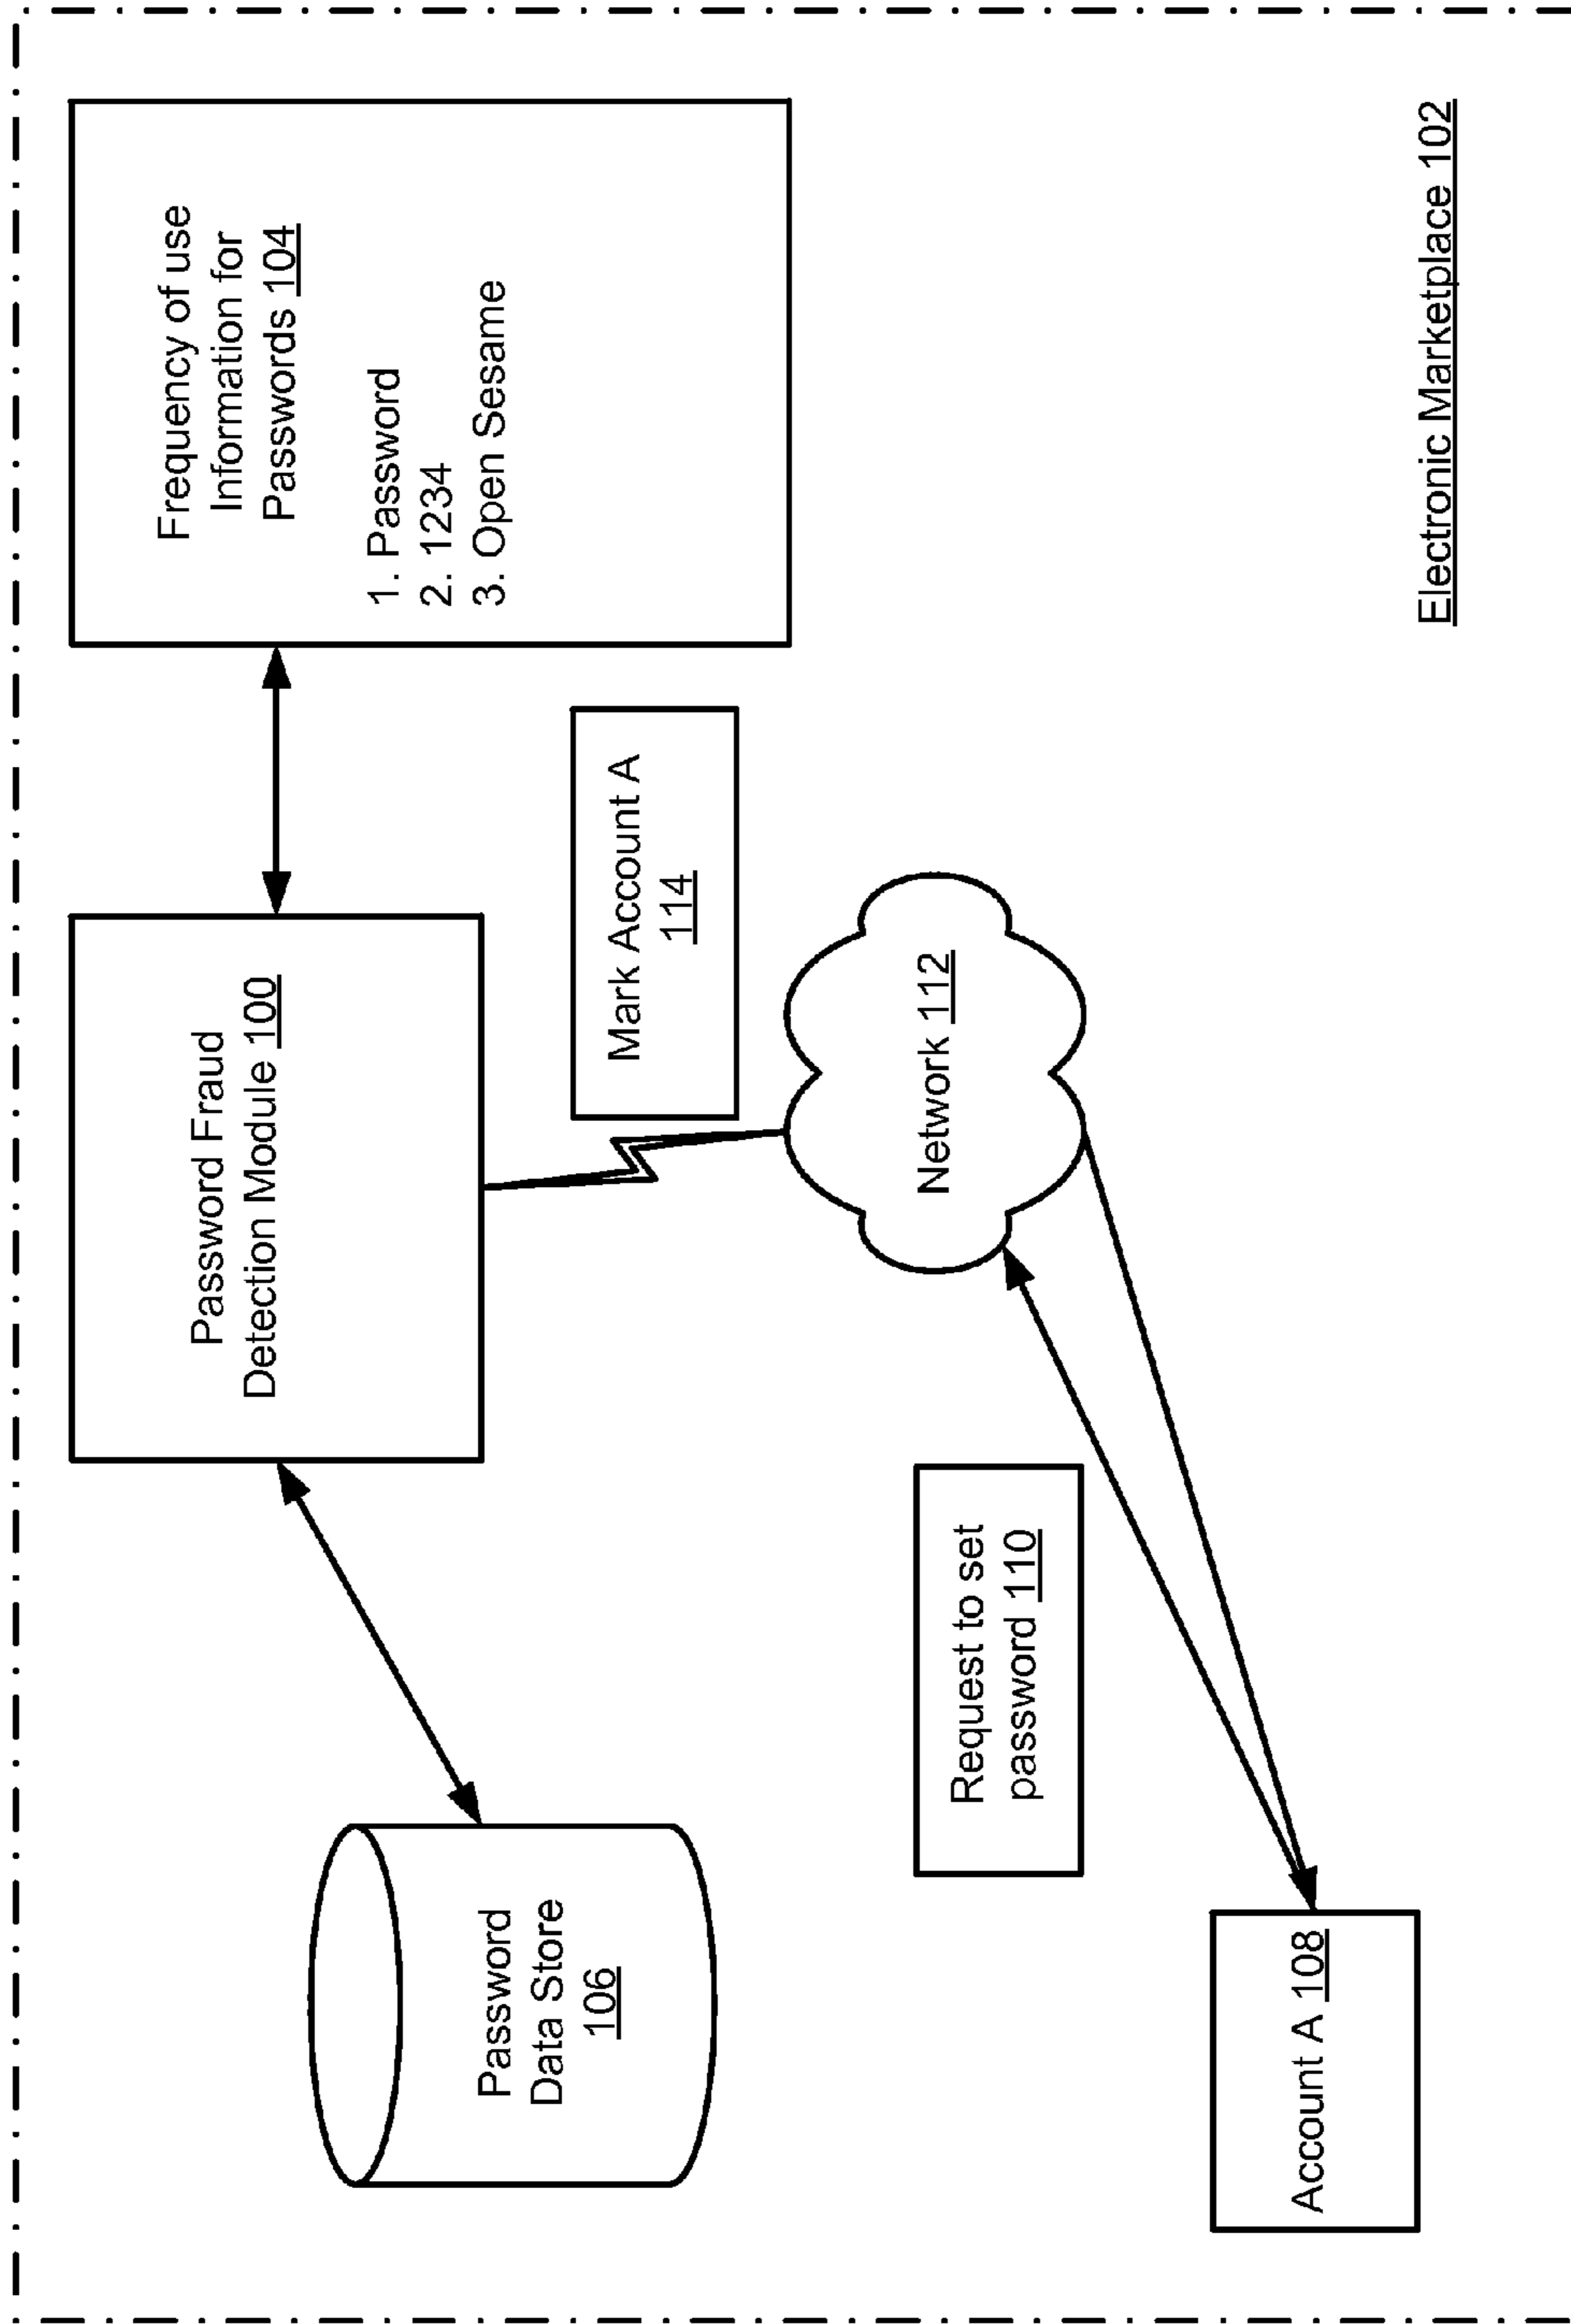 Password Fraud
Detection Module 100
Frequency of use
Information for
Passwords 104
1. Password
2. 1234
3. Open Sesame
Password
Data Store
106
Mark Account A
114
Network 112
Request to set
password 110
Account A 108
Electronic Marketplace 102